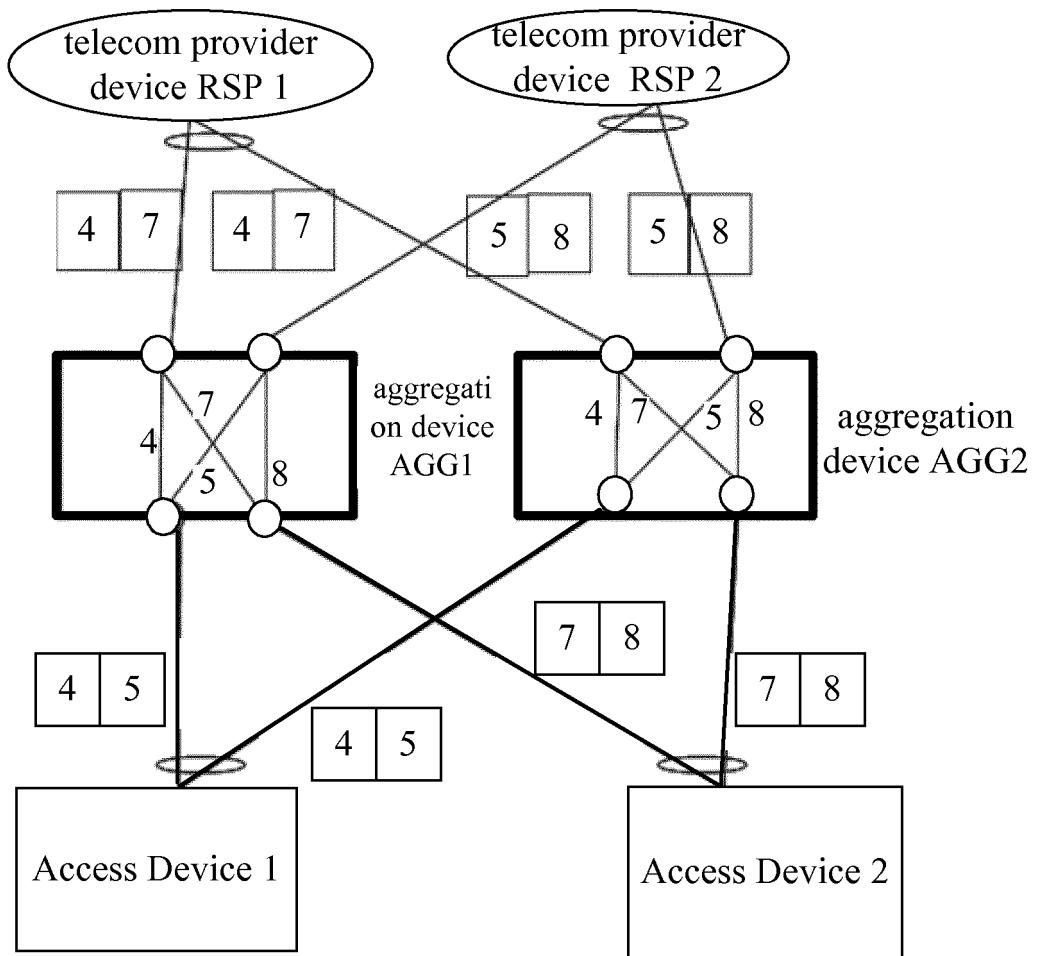 telecom provider
device RSP 1
telecom provider
device RSP 2
4 7
4 7
5 8
5 8
7
4
5
8
aggregati
on device
AGG1
4 7 5 8
aggregation
device AGG2
7 8
4 5
7 8
4 5
Access Device 1
Access Device 2